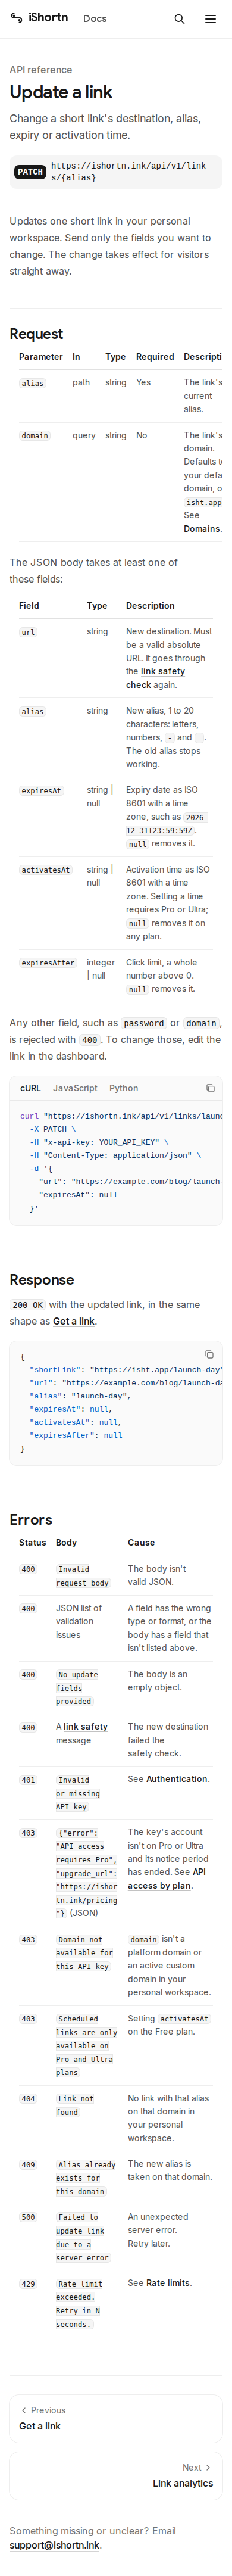 iShortn Docs
API reference
Update a link
Change a short link's destination, alias,
expiry or activation time.
PATCH https://ishortn.ink/api/v1/link
s/{alias}
Updates one short link in your personal
workspace. Send only the fields you want to
change. The change takes effect for visitors
straight away.
Request
Parameter In Type Required Descripti
alias path string Yes The link's
current
alias.
domain query string No The link's
domain.
Defaults to
your defa
domain, o
isht.app
See
Domains.
The JSON body takes at least one of
these fields:
Field Type Description
url string New destination. Must
be a valid absolute
URL. It goes through
the link safety
check again.
alias string New alias, 1 to 20
characters: letters,
numbers, - and _.
The old alias stops
working.
expiresAt string | Expiry date as ISO
null 8601 with a time
zone, such as 2026-
12-31T23:59:59Z.
null removes it.
activatesAt string | Activation time as ISO
null 8601 with a time
zone. Setting a time
requires Pro or Ultra;
null removes it on
any plan.
expiresAfter integer Click limit, a whole
| null number above 0.
null removes it.
Any other field, such as password or domain,
is rejected with 400. To change those, edit the
link in the dashboard.
cURL JavaScript Python
curl "https://ishortn.ink/api/v1/links/launc
-X PATCH \
-H "x-api-key: YOUR_API_KEY" \
-H "Content-Type: application/json" \
-d '{
"url": "https://example.com/blog/launch-
"expiresAt": null
}'
Response
200 OK with the updated link, in the same
shape as Get a link.
{
"shortLink": "https://isht.app/launch-day"
"url": "https://example.com/blog/launch-da
"alias": "launch-day",
"expiresAt": null,
"activatesAt": null,
"expiresAfter": null
}
Errors
Status Body Cause
400 Invalid The body isn't
request body valid JSON.
400 JSON list of A field has the wrong
validation type or format, or the
issues body has a field that
isn't listed above.
400 No update The body is an
fields empty object.
provided
400 A link safety The new destination
message failed the
safety check.
401 Invalid See Authentication.
or missing
API key
403 {"error": The key's account
"API access isn't on Pro or Ultra
requires Pro", and its notice period
"upgrade_url": has ended. See API
"https://ishor access by plan.
tn.ink/pricing
"} (JSON)
403 Domain not domain isn't a
available for platform domain or
this API key an active custom
domain in your
personal workspace.
403 Scheduled Setting activatesAt
links are only on the Free plan.
available on
Pro and Ultra
plans
404 Link not No link with that alias
found on that domain in
your personal
workspace.
409 Alias already The new alias is
exists for taken on that domain.
this domain
500 Failed to An unexpected
update link server error.
due to a Retry later.
server error
429 Rate limit See Rate limits.
exceeded.
Retry in N
seconds.
Previous
Get a link
Next
Link analytics
Something missing or unclear? Email
support@ishortn.ink.